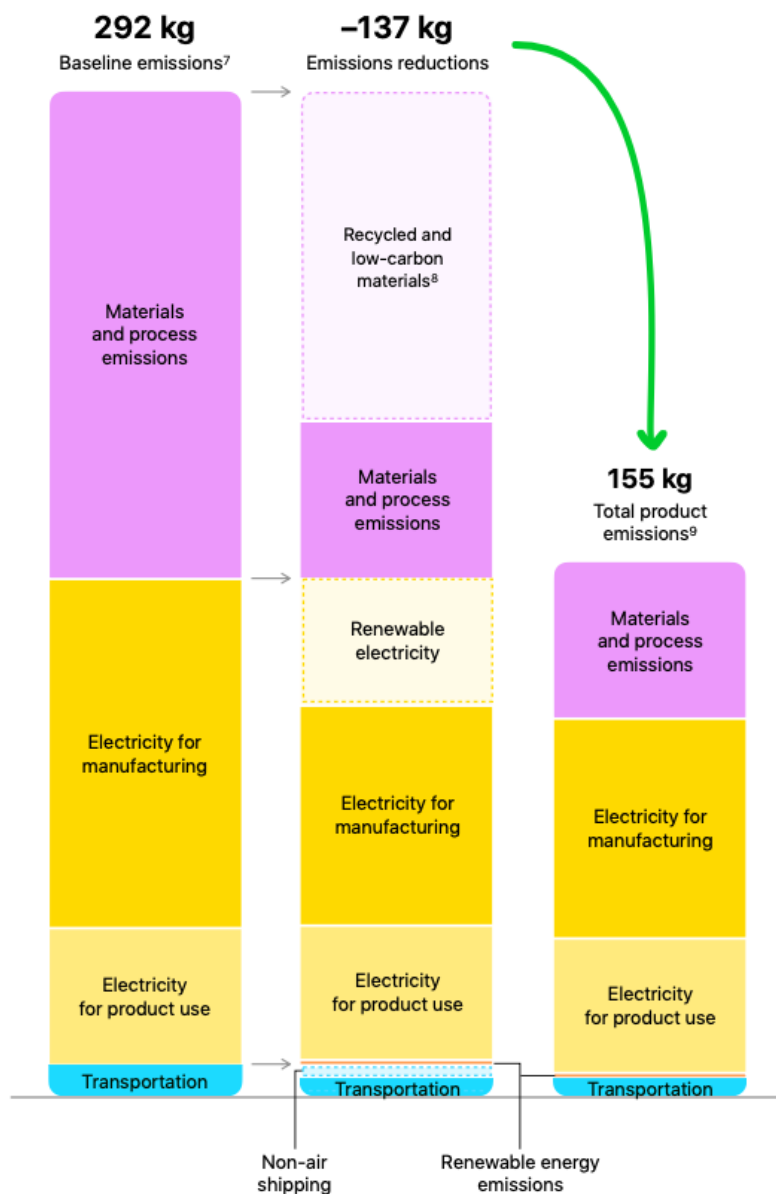 292 kg
Baseline emissions⁷
–137 kg
Emissions reductions
Materials
and process
emissions
Electricity for
manufacturing
Electricity
for product use
Transportation
Recycled and
low-carbon
materials⁸
Materials
and process
emissions
Renewable
electricity
Electricity for
manufacturing
Electricity
for product use
Transportation
Non-air
shipping
Renewable energy
emissions
155 kg
Total product
emissions⁹
Materials
and process
emissions
Electricity for
manufacturing
Electricity
for product use
Transportation